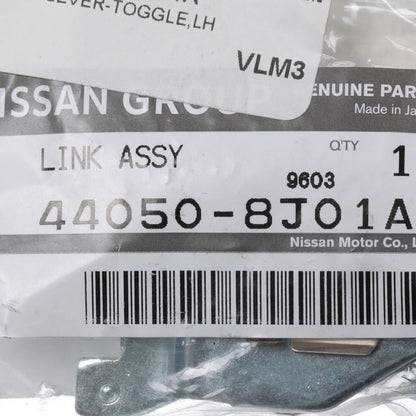 LEVER-TOGGLE,LH
VLM3
NISSAN GROUP
GENUINE PAR
Made in Ja
LINK ASSY
QTY 1
9603
44050-8J01A
Nissan Motor Co., L